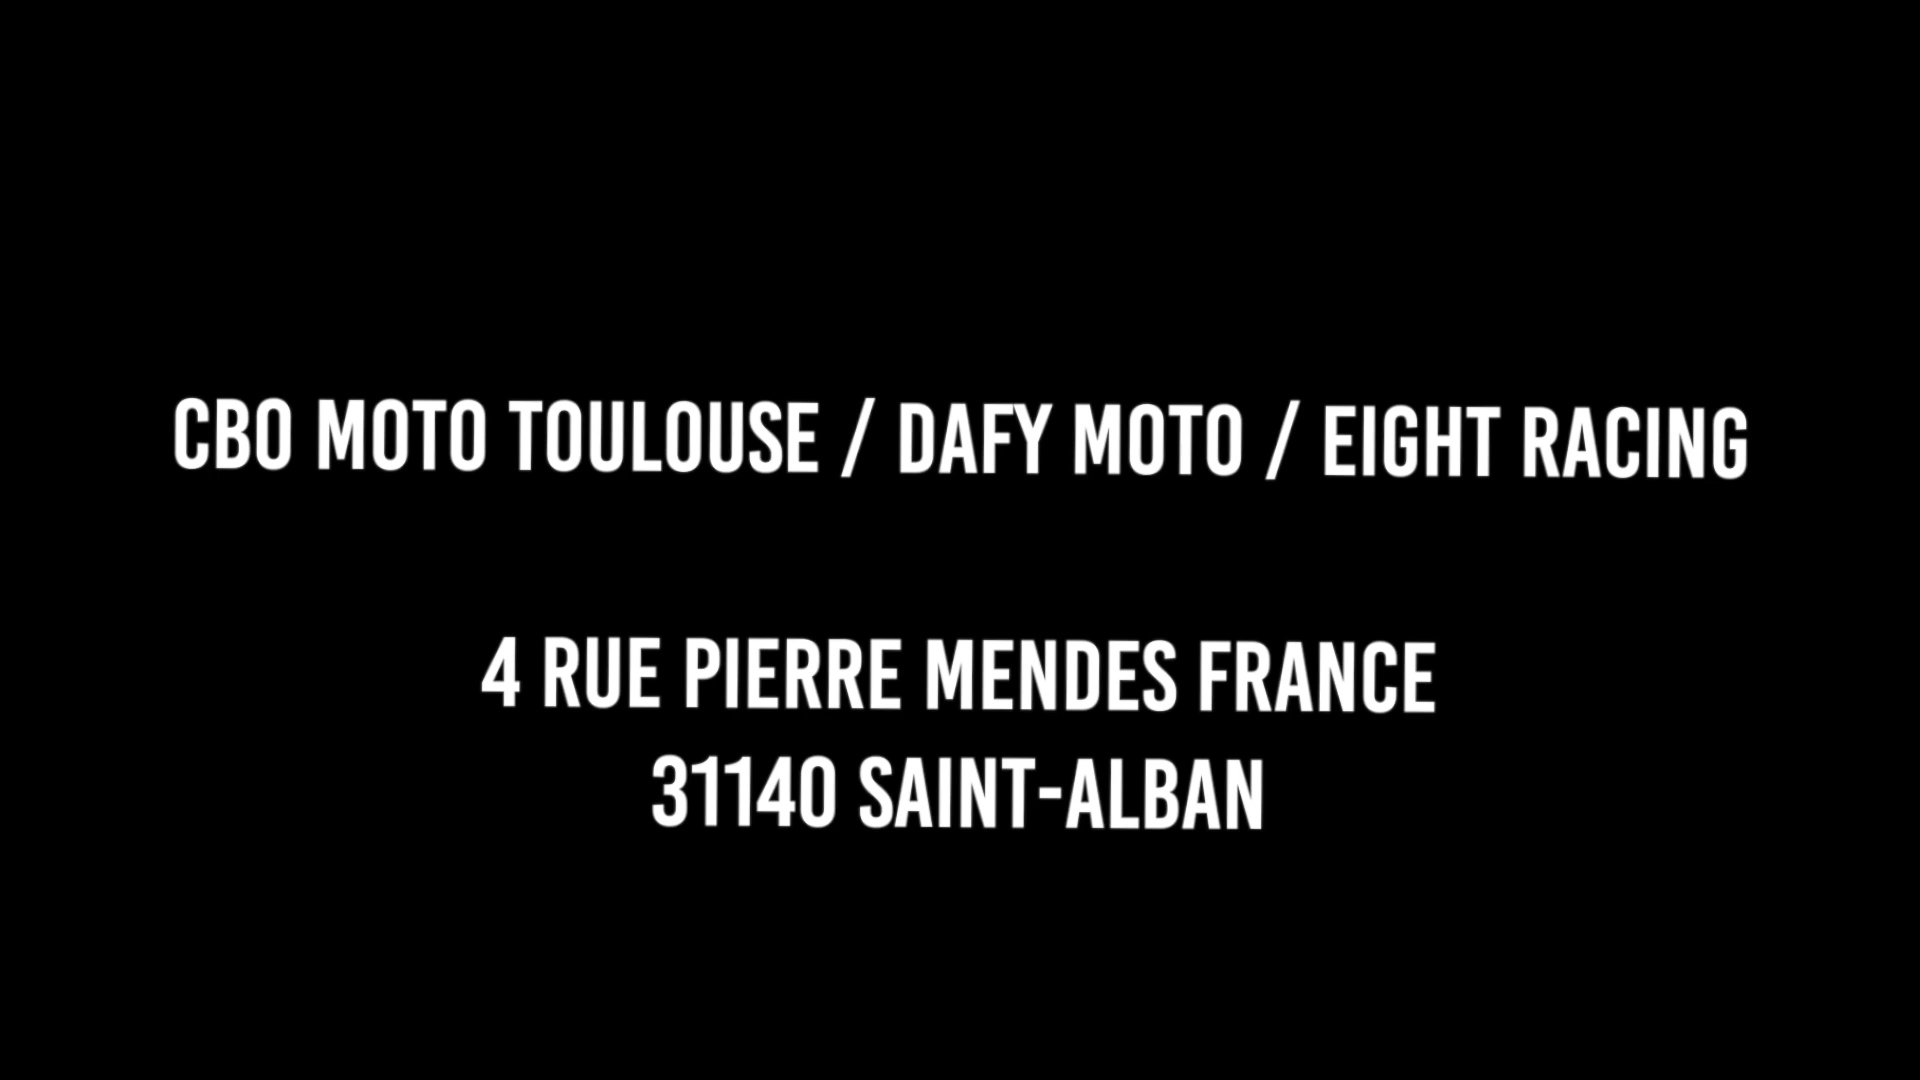 CBO MOTO TOULOUSE / DAFY MOTO / EIGHT RACING
4 RUE PIERRE MENDES FRANCE
31140 SAINT-ALBAN